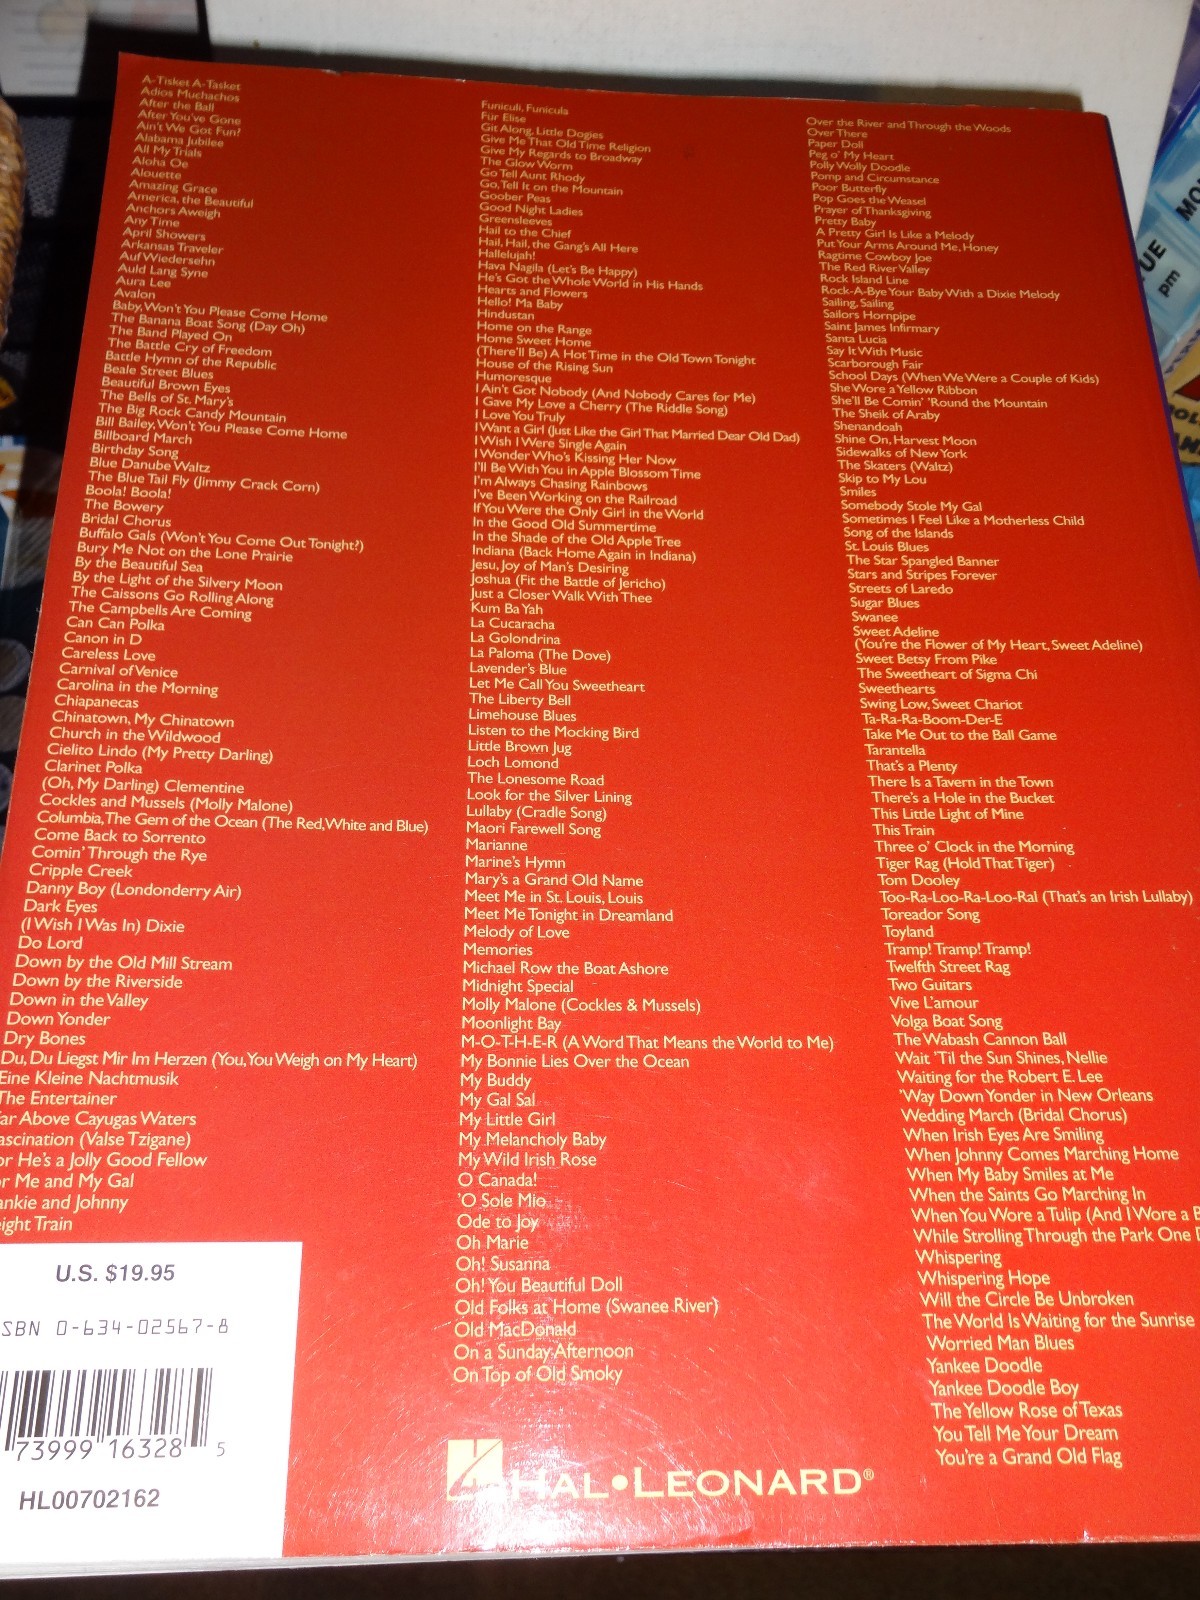 A-Tisket A-Tasket
Adios Muchachos
After the Ball
After You've Gone
Ain't We Got Fun?
Alabama Jubilee
All My Trials
Aloha Oe
Alouette
Amazing Grace
America, the Beautiful
Anchors Aweigh
Any Time
April Showers
Arkansas Traveler
Auf Wiedersehn
Auld Lang Syne
Aura Lee
Avalon
Baby, Won't You Please Come Home
The Banana Boat Song (Day Oh)
The Band Played On
The Battle Cry of Freedom
Battle Hymn of the Republic
Beale Street Blues
Beautiful Brown Eyes
The Bells of St. Mary's
The Big Rock Candy Mountain
Bill Bailey, Won't You Please Come Home
Billboard March
Birthday Song
Blue Danube Waltz
The Blue Tail Fly (Jimmy Crack Corn)
Boola! Boola!
The Bowery
Bridal Chorus
Buffalo Gals (Won't You Come Out Tonight?)
Bury Me Not on the Lone Prairie
By the Beautiful Sea
By the Light of the Silvery Moon
The Caissons Go Rolling Along
The Campbells Are Coming
Can Can Polka
Canon in D
Careless Love
Carnival of Venice
Carolina in the Morning
Chiapanecas
Chinatown, My Chinatown
Church in the Wildwood
Cielito Lindo (My Pretty Darling)
Clarinet Polka
(Oh, My Darling) Clementine
Cockles and Mussels (Molly Malone)
Columbia, The Gem of the Ocean (The Red, White and Blue)
Come Back to Sorrento
Comin' Through the Rye
Cripple Creek
Danny Boy (Londonderry Air)
Dark Eyes
(I Wish I Was In) Dixie
Do Lord
Down by the Old Mill Stream
Down by the Riverside
Down in the Valley
Down Yonder
Dry Bones
Du, Du Liegst Mir Im Herzen (You, You Weigh on My Heart)
Eine Kleine Nachtmusik
The Entertainer
ar Above Cayugas Waters
ascination (Valse Tzigane)
or He's a Jolly Good Fellow
or Me and My Gal
ankie and Johnny
eight Train
U.S. $19.95
SBN 0-634-02567-8
73999 16328 5
HL00702162
Funiculi, Funicula
Für Elise
Git Along, Little Dogies
Give Me That Old Time Religion
Give My Regards to Broadway
The Glow Worm
Go Tell Aunt Rhody
Go, Tell It on the Mountain
Goober Peas
Good Night Ladies
Greensleeves
Hail to the Chief
Hail, Hail, the Gang's All Here
Hallelujah!
Hava Nagila (Let's Be Happy)
He's Got the Whole World in His Hands
Hearts and Flowers
Hello! Ma Baby
Hindustan
Home on the Range
Home Sweet Home
(There'll Be) A Hot Time in the Old Town Tonight
House of the Rising Sun
Humoresque
I Ain't Got Nobody (And Nobody Cares for Me)
I Gave My Love a Cherry (The Riddle Song)
I Love You Truly
I Want a Girl (Just Like the Girl That Married Dear Old Dad)
I Wish I Were Single Again
I Wonder Who's Kissing Her Now
I'll Be With You in Apple Blossom Time
I'm Always Chasing Rainbows
I've Been Working on the Railroad
If You Were the Only Girl in the World
In the Good Old Summertime
In the Shade of the Old Apple Tree
Indiana (Back Home Again in Indiana)
Jesu, Joy of Man's Desiring
Joshua (Fit the Battle of Jericho)
Just a Closer Walk With Thee
Kum Ba Yah
La Cucaracha
La Golondrina
La Paloma (The Dove)
Lavender's Blue
Let Me Call You Sweetheart
The Liberty Bell
Limehouse Blues
Listen to the Mocking Bird
Little Brown Jug
Loch Lomond
The Lonesome Road
Look for the Silver Lining
Lullaby (Cradle Song)
Maori Farewell Song
Marianne
Marine's Hymn
Mary's a Grand Old Name
Meet Me in St. Louis, Louis
Meet Me Tonight in Dreamland
Melody of Love
Memories
Michael Row the Boat Ashore
Midnight Special
Molly Malone (Cockles & Mussels)
Moonlight Bay
M-O-T-H-E-R (A Word That Means the World to Me)
My Bonnie Lies Over the Ocean
My Buddy
My Gal Sal
My Little Girl
My Melancholy Baby
My Wild Irish Rose
O Canada!
'O Sole Mio
Ode to Joy
Oh Marie
Oh! Susanna
Oh! You Beautiful Doll
Old Folks at Home (Swanee River)
Old MacDonald
On a Sunday Afternoon
On Top of Old Smoky
Over the River and Through the Woods
Over There
Paper Doll
Peg o' My Heart
Polly Wolly Doodle
Pomp and Circumstance
Poor Butterfly
Pop Goes the Weasel
Prayer of Thanksgiving
Pretty Baby
A Pretty Girl Is Like a Melody
Put Your Arms Around Me, Honey
Ragtime Cowboy Joe
The Red River Valley
Rock Island Line
Rock-A-Bye Your Baby With a Dixie Melody
Sailing, Sailing
Sailors Hornpipe
Saint James Infirmary
Santa Lucia
Say It With Music
Scarborough Fair
School Days (When We Were a Couple of Kids)
She Wore a Yellow Ribbon
She'll Be Comin' 'Round the Mountain
The Sheik of Araby
Shenandoah
Shine On, Harvest Moon
Sidewalks of New York
The Skaters (Waltz)
Skip to My Lou
Smiles
Somebody Stole My Gal
Sometimes I Feel Like a Motherless Child
Song of the Islands
St. Louis Blues
The Star Spangled Banner
Stars and Stripes Forever
Streets of Laredo
Sugar Blues
Swanee
Sweet Adeline
(You're the Flower of My Heart, Sweet Adeline)
Sweet Betsy From Pike
The Sweetheart of Sigma Chi
Sweethearts
Swing Low, Sweet Chariot
Ta-Ra-Ra-Boom-Der-E
Take Me Out to the Ball Game
Tarantella
That's a Plenty
There Is a Tavern in the Town
There's a Hole in the Bucket
This Little Light of Mine
This Train
Three o' Clock in the Morning
Tiger Rag (Hold That Tiger)
Tom Dooley
Too-Ra-Loo-Ra-Loo-Ral (That's an Irish Lullaby)
Toreador Song
Toyland
Tramp! Tramp! Tramp!
Twelfth Street Rag
Two Guitars
Vive L'amour
Volga Boat Song
The Wabash Cannon Ball
Wait 'Til the Sun Shines, Nellie
Waiting for the Robert E. Lee
'Way Down Yonder in New Orleans
Wedding March (Bridal Chorus)
When Irish Eyes Are Smiling
When Johnny Comes Marching Home
When My Baby Smiles at Me
When the Saints Go Marching In
When You Wore a Tulip (And I Wore a B
While Strolling Through the Park One
Whispering
Whispering Hope
Will the Circle Be Unbroken
The World Is Waiting for the Sunrise
Worried Man Blues
Yankee Doodle
Yankee Doodle Boy
The Yellow Rose of Texas
You Tell Me Your Dream
You're a Grand Old Flag
HAL•LEONARD®
MO
UE
pm